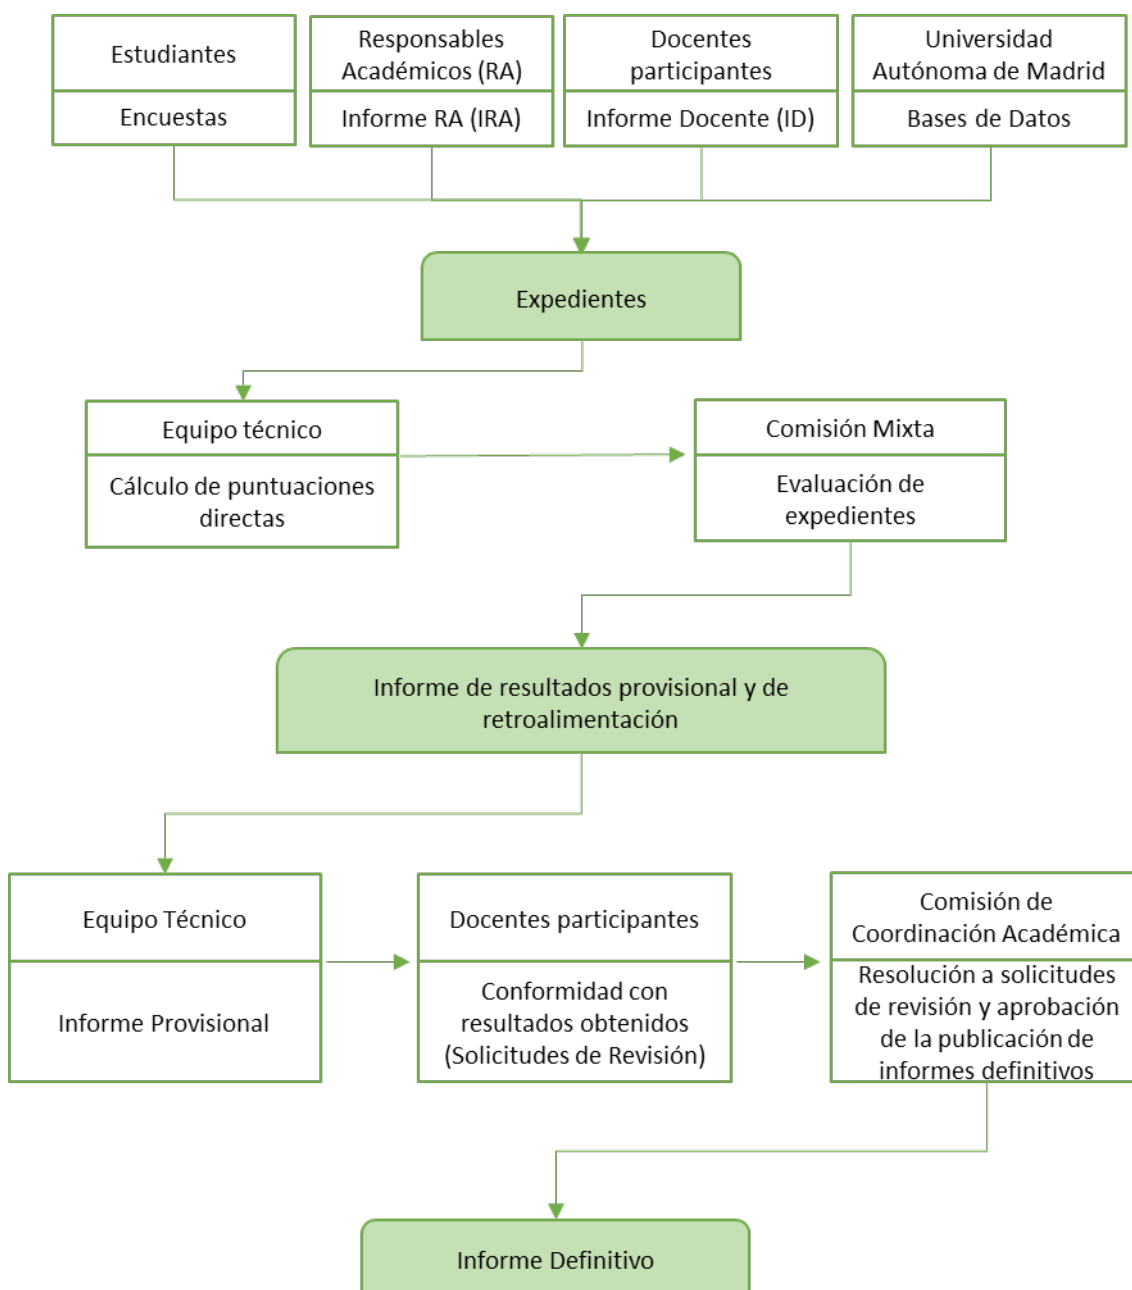 Estudiantes
Encuestas
Responsables
Académicos (RA)
Informe RA (IRA)
Docentes
participantes
Informe Docente (ID)
Universidad
Autónoma de Madrid
Bases de Datos
Expedientes
Equipo técnico
Cálculo de puntuaciones
directas
Comisión Mixta
Evaluación de
expedientes
Informe de resultados provisional y de
retroalimentación
Equipo Técnico
Informe Provisional
Docentes participantes
Conformidad con
resultados obtenidos
(Solicitudes de Revisión)
Comisión de
Coordinación Académica
Resolución a solicitudes
de revisión y aprobación
de la publicación de
informes definitivos
Informe Definitivo